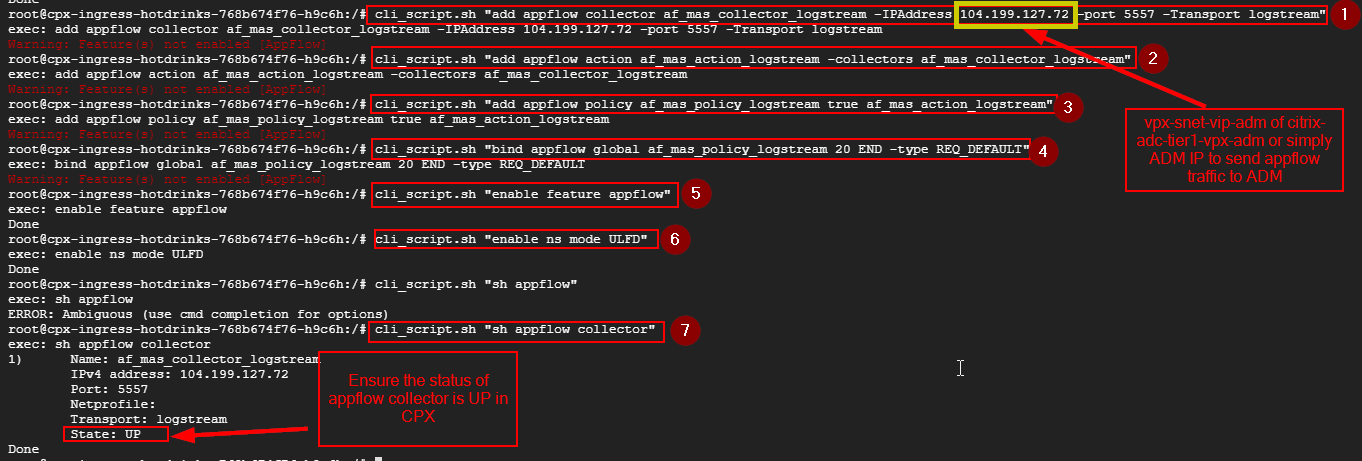 Done
root@cpx-ingress-hotdrinks-768b674f76-h9c6h:/# cli_script.sh "add appflow collector af_mas_collector_logstream -IPAddress 104.199.127.72 -port 5557 -Transport logstream" 1
exec: add appflow collector af_mas_collector_logstream -IPAddress 104.199.127.72 -port 5557 -Transport logstream
Warning: Feature(s) not enabled [AppFlow]
root@cpx-ingress-hotdrinks-768b674f76-h9c6h:/# cli_script.sh "add appflow action af_mas_action_logstream -collectors af_mas_collector_logstream" 2
exec: add appflow action af_mas_action_logstream -collectors af_mas_collector_logstream
Warning: Feature(s) not enabled [AppFlow]
root@cpx-ingress-hotdrinks-768b674f76-h9c6h:/# cli_script.sh "add appflow policy af_mas_policy_logstream true af_mas_action_logstream" 3
exec: add appflow policy af_mas_policy_logstream true af_mas_action_logstream
Warning: Feature(s) not enabled [AppFlow]
root@cpx-ingress-hotdrinks-768b674f76-h9c6h:/# cli_script.sh "bind appflow global af_mas_policy_logstream 20 END -type REQ_DEFAULT" 4
exec: bind appflow global af_mas_policy_logstream 20 END -type REQ_DEFAULT
Warning: Feature(s) not enabled [AppFlow]
vpx-snet-vip-adm of citrix-
adc-tier1-vpx-adm or simply
ADM IP to send appflow
traffic to ADM
root@cpx-ingress-hotdrinks-768b674f76-h9c6h:/# cli_script.sh "enable feature appflow" 5
exec: enable feature appflow
Done
root@cpx-ingress-hotdrinks-768b674f76-h9c6h:/# cli_script.sh "enable ns mode ULFD" 6
exec: enable ns mode ULFD
Done
root@cpx-ingress-hotdrinks-768b674f76-h9c6h:/# cli_script.sh "sh appflow"
exec: sh appflow
ERROR: Ambiguous (use cmd completion for options)
root@cpx-ingress-hotdrinks-768b674f76-h9c6h:/# cli_script.sh "sh appflow collector" 7
exec: sh appflow collector
1) Name: af_mas_collector_logstream
IPv4 address: 104.199.127.72
Port: 5557
Netprofile:
Transport: logstream
State: UP
Ensure the status of
appflow collector is UP in
CPX
Done